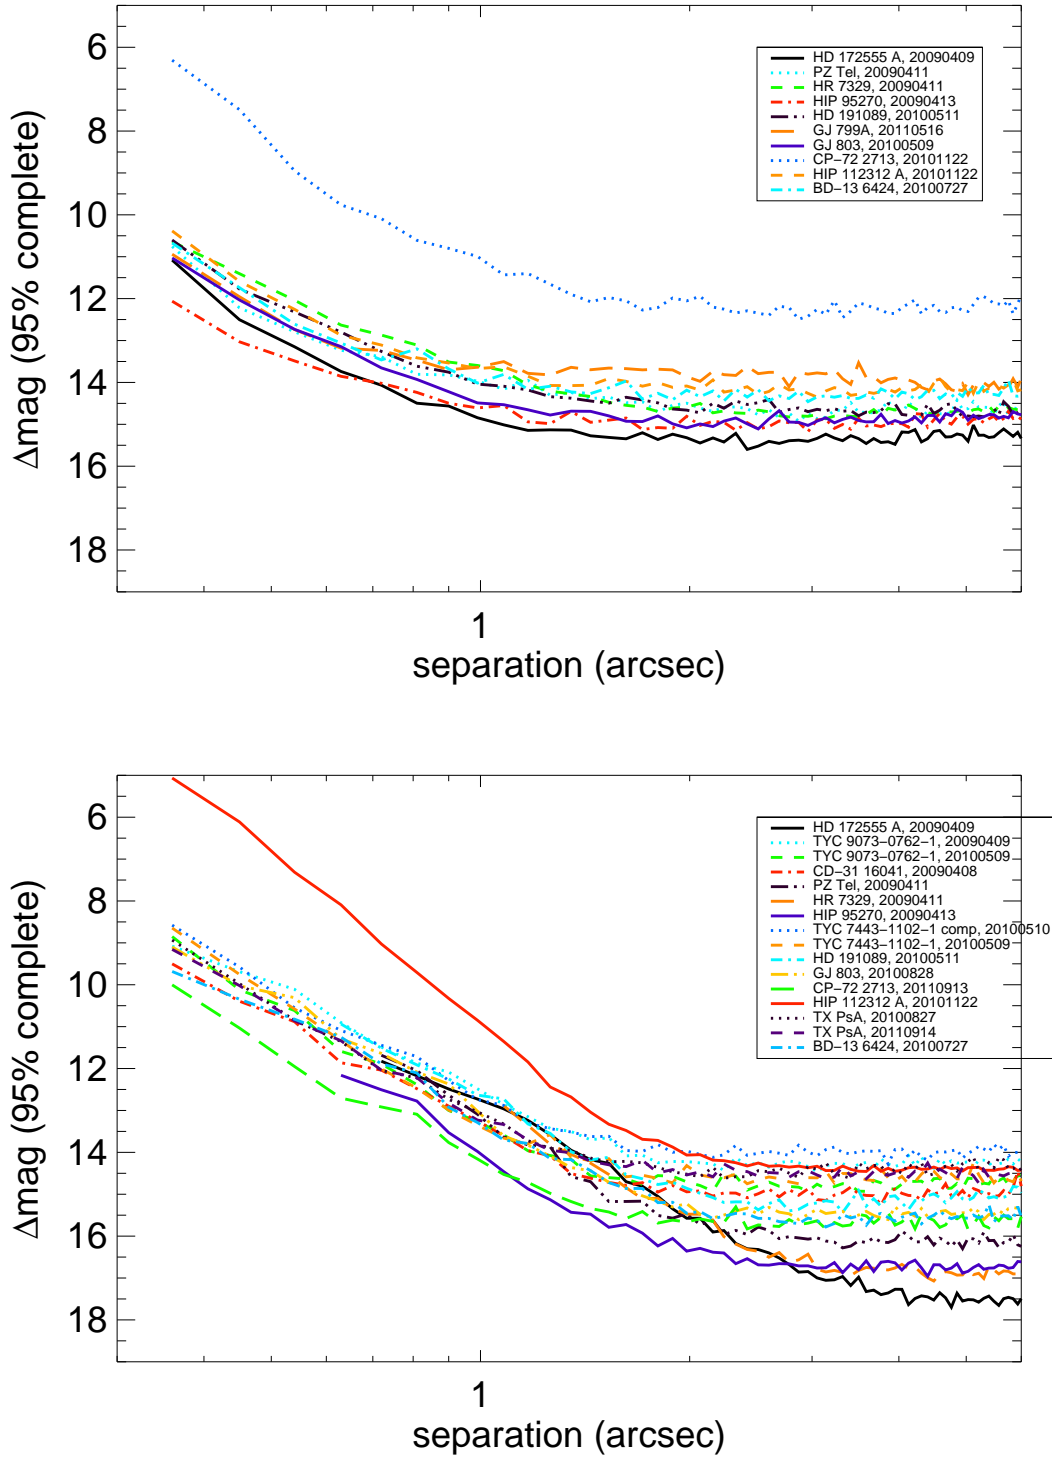 6
8
10
12
14
16
18
Δmag (95% complete)
HD 172555 A, 20090409
PZ Tel, 20090411
HR 7329, 20090411
HIP 95270, 20090413
HD 191089, 20100511
GJ 799A, 20110516
GJ 803, 20100509
CP−72 2713, 20101122
HIP 112312 A, 20101122
BD−13 6424, 20100727
1
separation (arcsec)
6
8
10
12
14
16
18
Δmag (95% complete)
HD 172555 A, 20090409
TYC 9073−0762−1, 20090409
TYC 9073−0762−1, 20100509
CD−31 16041, 20090408
PZ Tel, 20090411
HR 7329, 20090411
HIP 95270, 20090413
TYC 7443−1102−1 comp, 20100510
TYC 7443−1102−1, 20100509
HD 191089, 20100511
GJ 803, 20100828
CP−72 2713, 20110913
HIP 112312 A, 20101122
TX PsA, 20100827
TX PsA, 20110914
BD−13 6424, 20100727
1
separation (arcsec)